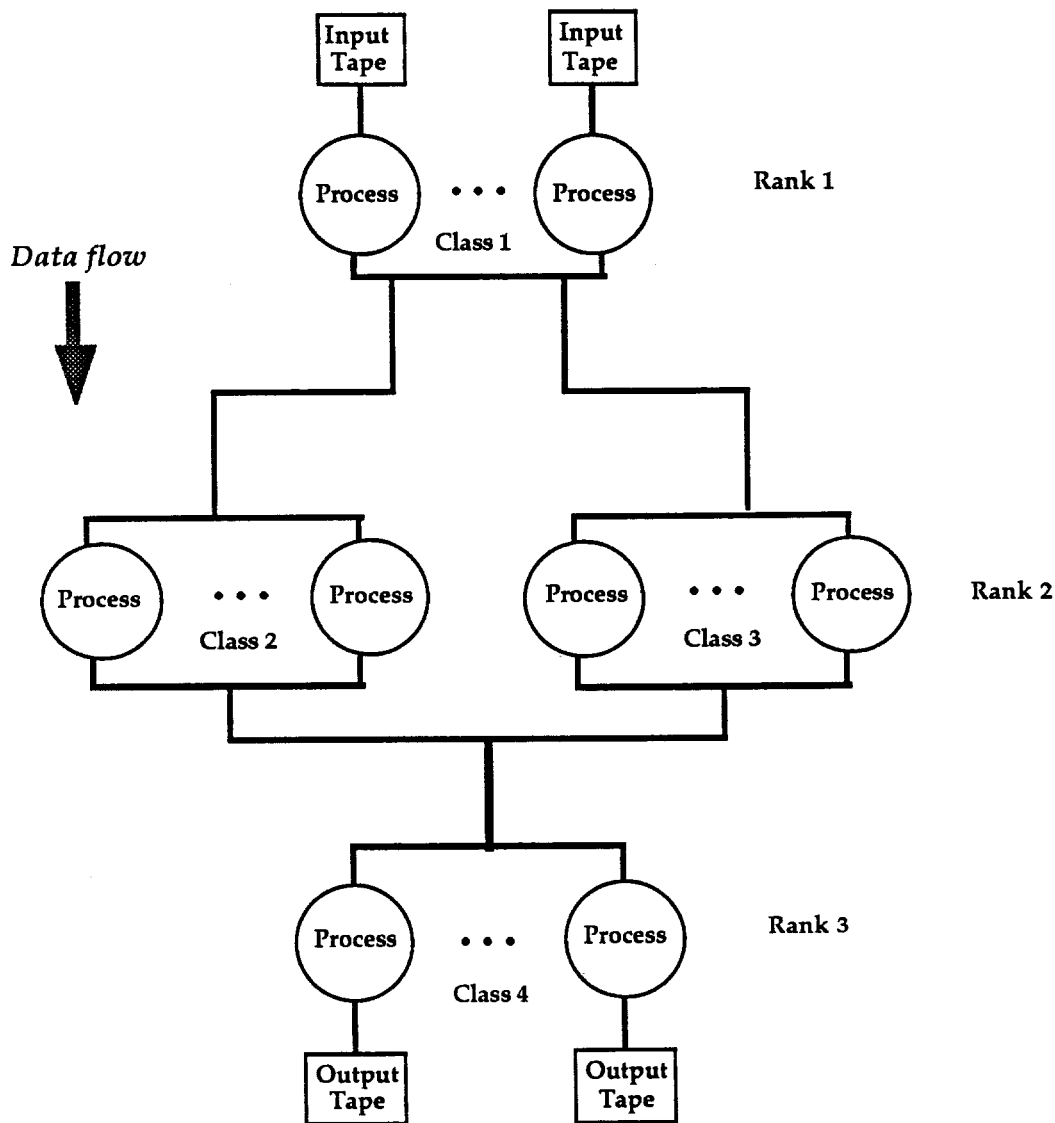 Input
Tape
Input
Tape
Process
• • •
Process
Rank 1
Class 1
Data flow
Process
• • •
Process
Process
• • •
Process
Rank 2
Class 2
Class 3
Process
• • •
Process
Rank 3
Class 4
Output
Tape
Output
Tape